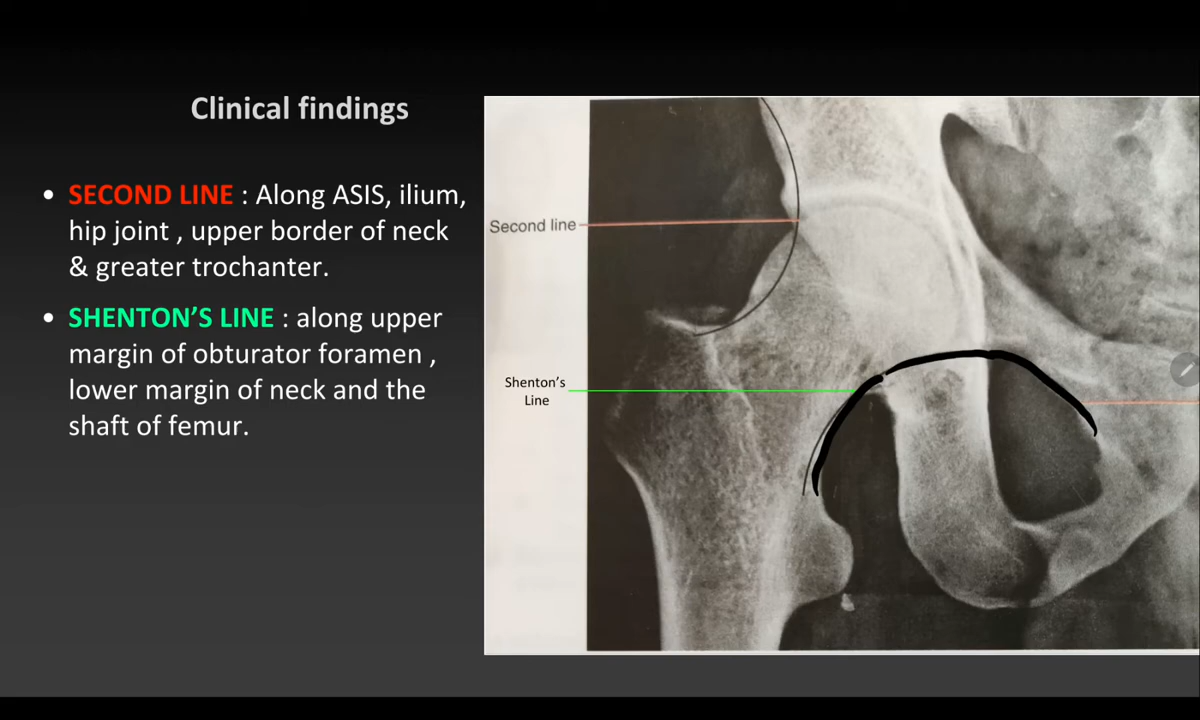 Clinical findings
• SECOND LINE : Along ASIS, ilium,
hip joint , upper border of neck
& greater trochanter.
• SHENTON'S LINE : along upper
margin of obturator foramen ,
lower margin of neck and the
shaft of femur.
Second line
Shenton's
Line